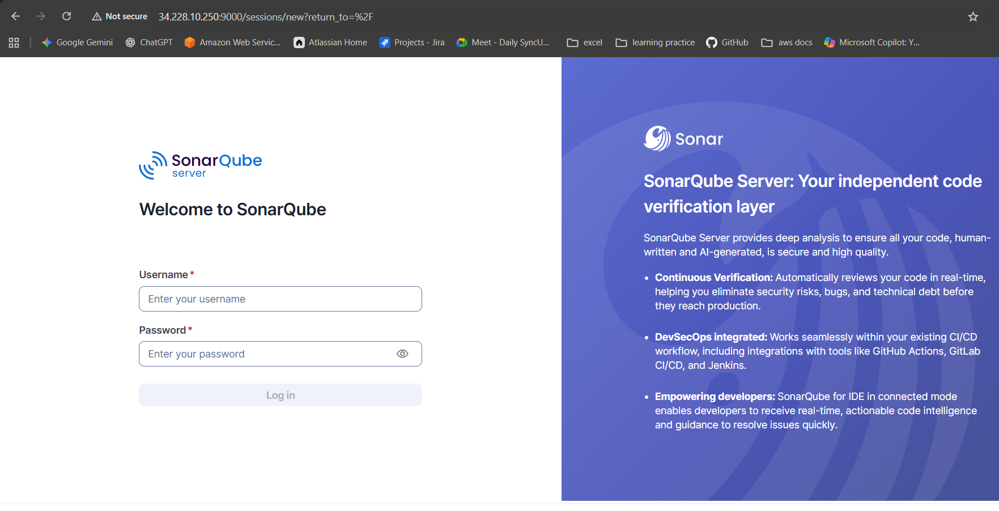 Not secure
34.228.10.250:9000/sessions/new?return_to=%2F
Google Gemini
ChatGPT
Amazon Web Servic...
Atlassian Home
Projects - Jira
Meet - Daily SyncU...
excel
learning practice
GitHub
aws docs
Microsoft Copilot: Y...
SonarQube
server
Welcome to SonarQube
Username *
Enter your username
Password *
Enter your password
Log in
Sonar
SonarQube Server: Your independent code
verification layer
SonarQube Server provides deep analysis to ensure all your code, human-
written and AI-generated, is secure and high quality.
• Continuous Verification: Automatically reviews your code in real-time,
helping you eliminate security risks, bugs, and technical debt before
they reach production.
• DevSecOps integrated: Works seamlessly within your existing CI/CD
workflow, including integrations with tools like GitHub Actions, GitLab
CI/CD, and Jenkins.
• Empowering developers: SonarQube for IDE in connected mode
enables developers to receive real-time, actionable code intelligence
and guidance to resolve issues quickly.